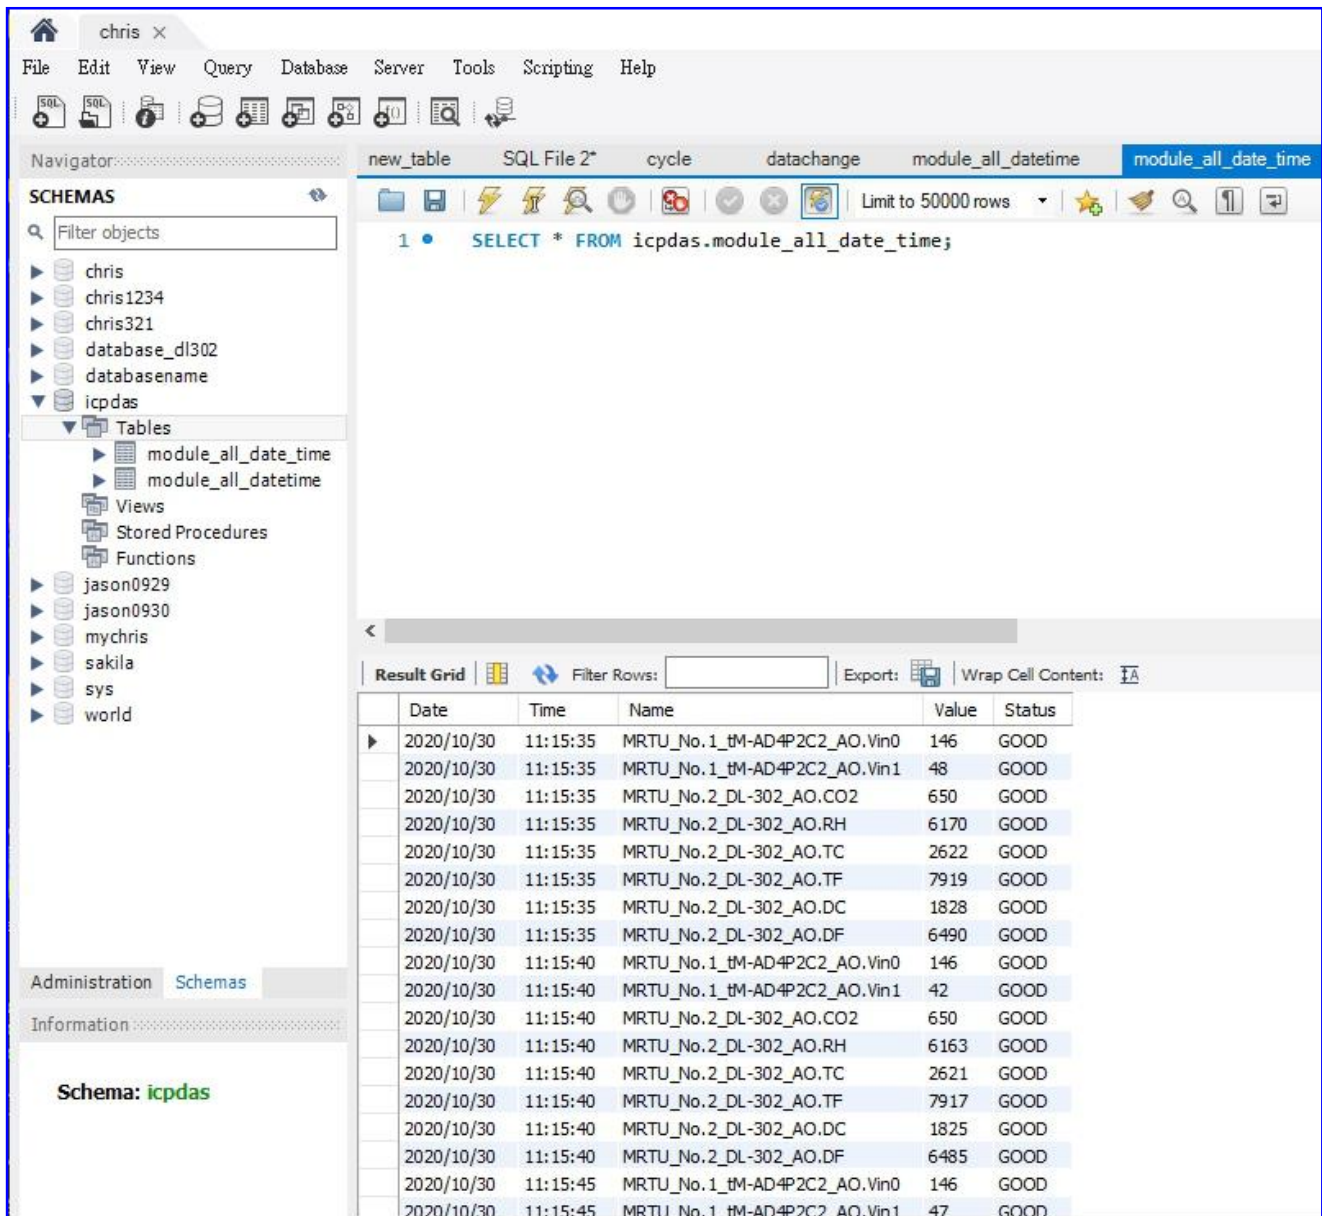 chris ×
File Edit View Query Database Server Tools Scripting Help
Navigator
SCHEMAS
Filter objects
chris
chris1234
chris321
database_dl302
databasename
icpdas
Tables
module_all_date_time
module_all_datetime
Views
Stored Procedures
Functions
jason0929
jason0930
mychris
sakila
sys
world
Administration Schemas
Information
Schema: icpdas
new_table SQL File 2* cycle datachange module_all_datetime module_all_date_time
Limit to 50000 rows
1 SELECT * FROM icpdas.module_all_date_time;
Result Grid Filter Rows: Export: Wrap Cell Content:
Date Time Name Value Status
2020/10/30 11:15:35 MRTU_No.1_tM-AD4P2C2_AO.Vin0 146 GOOD
2020/10/30 11:15:35 MRTU_No.1_tM-AD4P2C2_AO.Vin1 48 GOOD
2020/10/30 11:15:35 MRTU_No.2_DL-302_AO.CO2 650 GOOD
2020/10/30 11:15:35 MRTU_No.2_DL-302_AO.RH 6170 GOOD
2020/10/30 11:15:35 MRTU_No.2_DL-302_AO.TC 2622 GOOD
2020/10/30 11:15:35 MRTU_No.2_DL-302_AO.TF 7919 GOOD
2020/10/30 11:15:35 MRTU_No.2_DL-302_AO.DC 1828 GOOD
2020/10/30 11:15:35 MRTU_No.2_DL-302_AO.DF 6490 GOOD
2020/10/30 11:15:40 MRTU_No.1_tM-AD4P2C2_AO.Vin0 146 GOOD
2020/10/30 11:15:40 MRTU_No.1_tM-AD4P2C2_AO.Vin1 42 GOOD
2020/10/30 11:15:40 MRTU_No.2_DL-302_AO.CO2 650 GOOD
2020/10/30 11:15:40 MRTU_No.2_DL-302_AO.RH 6163 GOOD
2020/10/30 11:15:40 MRTU_No.2_DL-302_AO.TC 2621 GOOD
2020/10/30 11:15:40 MRTU_No.2_DL-302_AO.TF 7917 GOOD
2020/10/30 11:15:40 MRTU_No.2_DL-302_AO.DC 1825 GOOD
2020/10/30 11:15:40 MRTU_No.2_DL-302_AO.DF 6485 GOOD
2020/10/30 11:15:45 MRTU_No.1_tM-AD4P2C2_AO.Vin0 146 GOOD
2020/10/30 11:15:45 MRTU_No.1_tM-AD4P2C2_AO.Vin1 47 GOOD